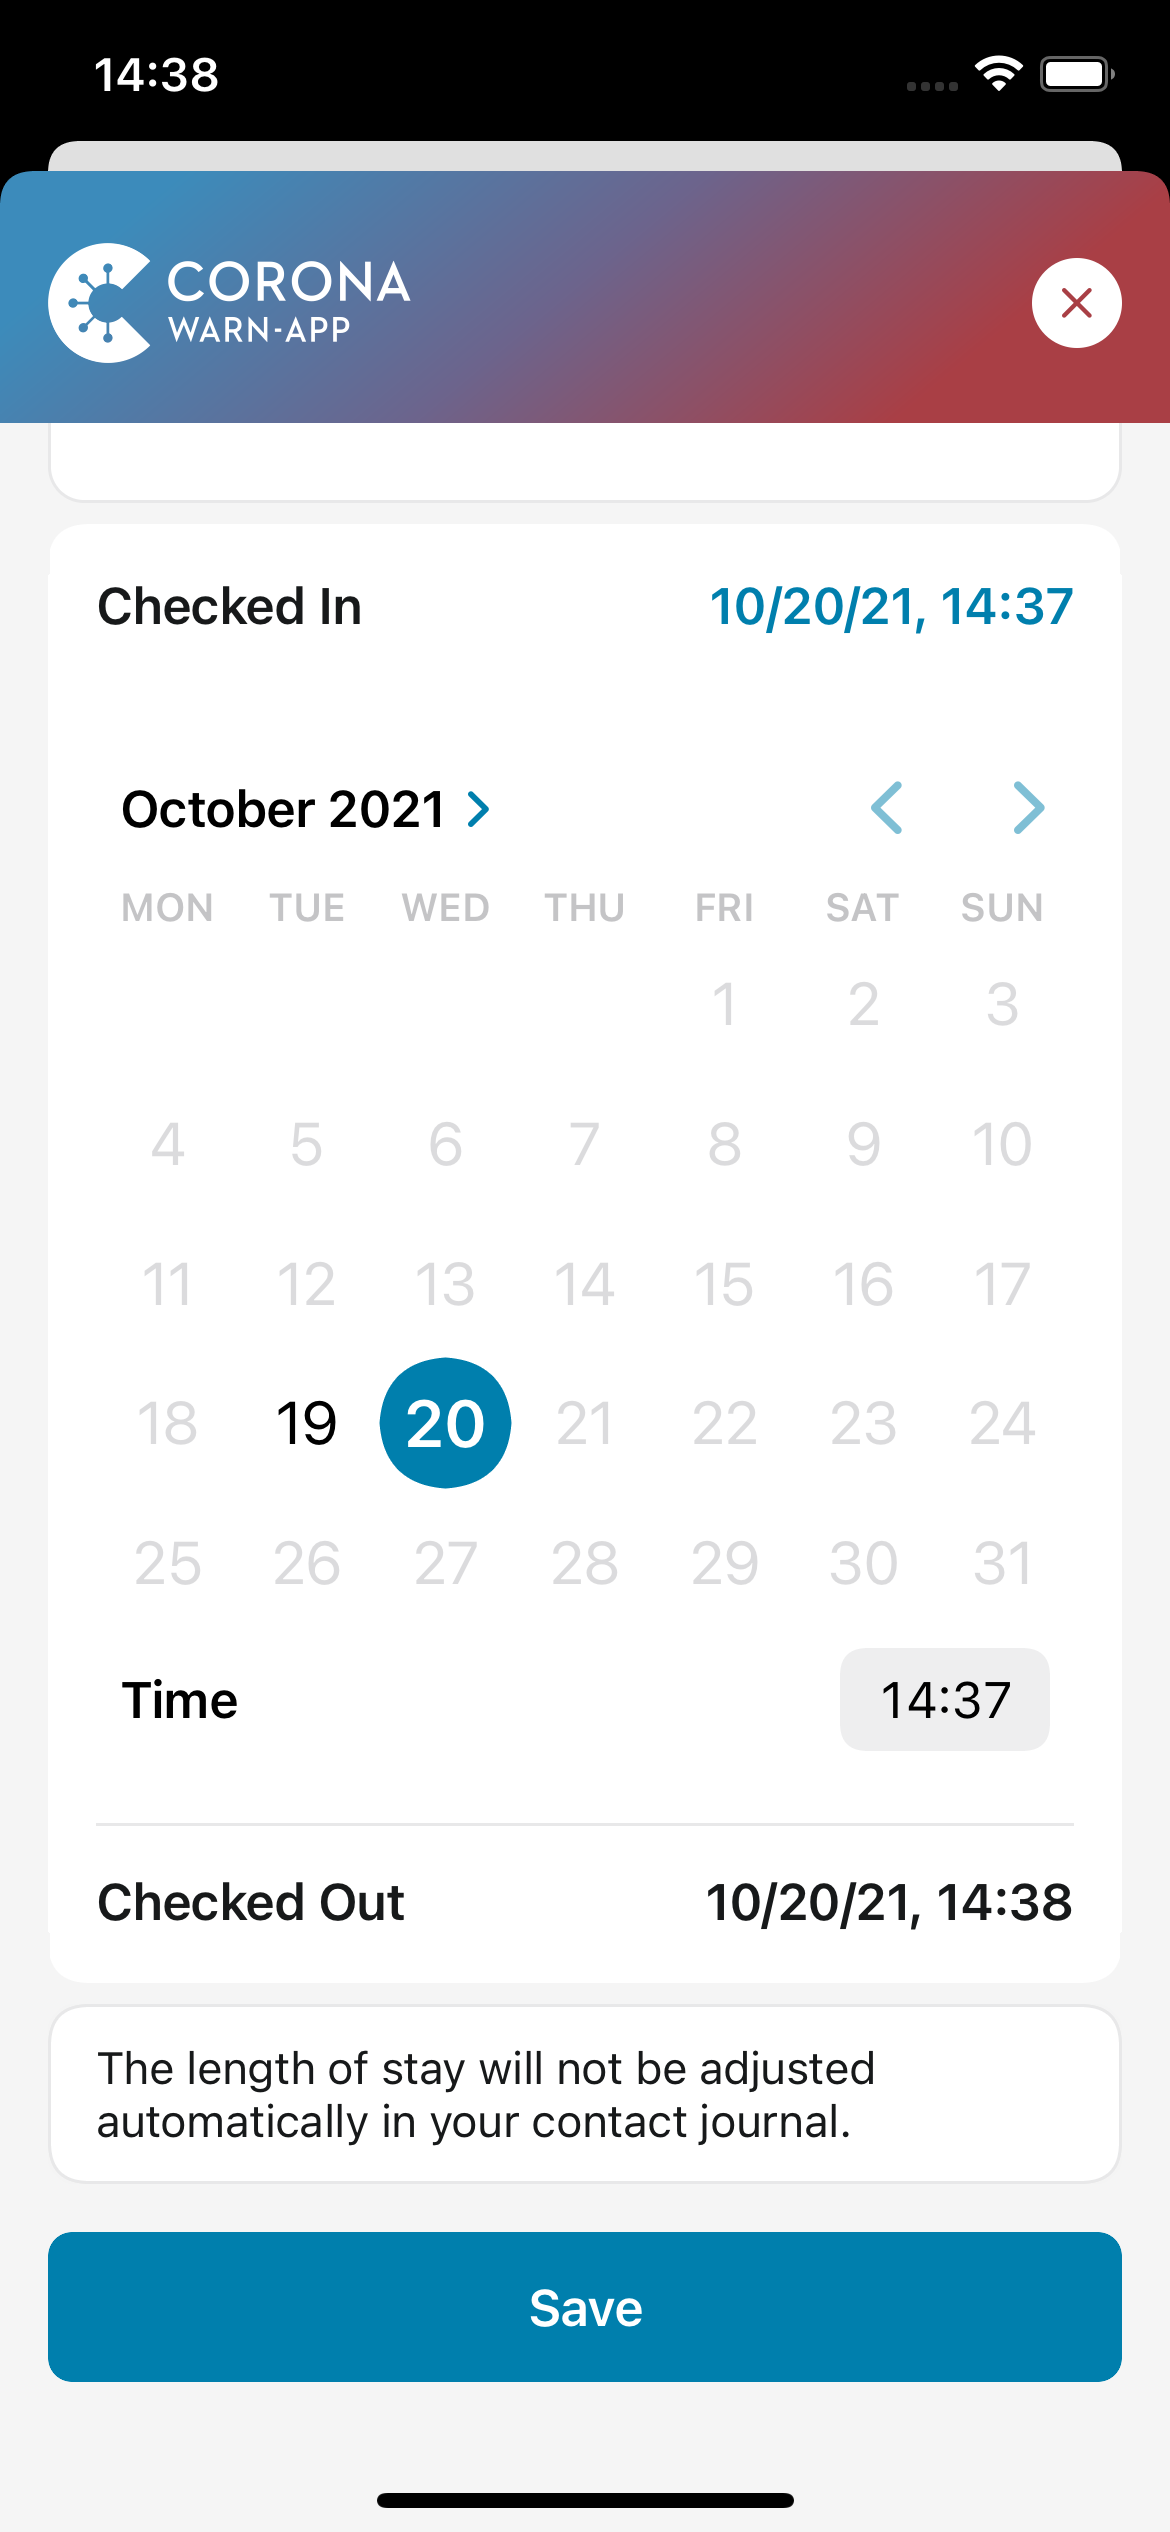 14:38
CORONA
WARN-APP
Checked In 10/20/21, 14:37
October 2021
MON TUE WED THU FRI SAT SUN
1 2 3
4 5 6 7 8 9 10
11 12 13 14 15 16 17
18 19 20 21 22 23 24
25 26 27 28 29 30 31
Time 14:37
Checked Out 10/20/21, 14:38
The length of stay will not be adjusted
automatically in your contact journal.
Save